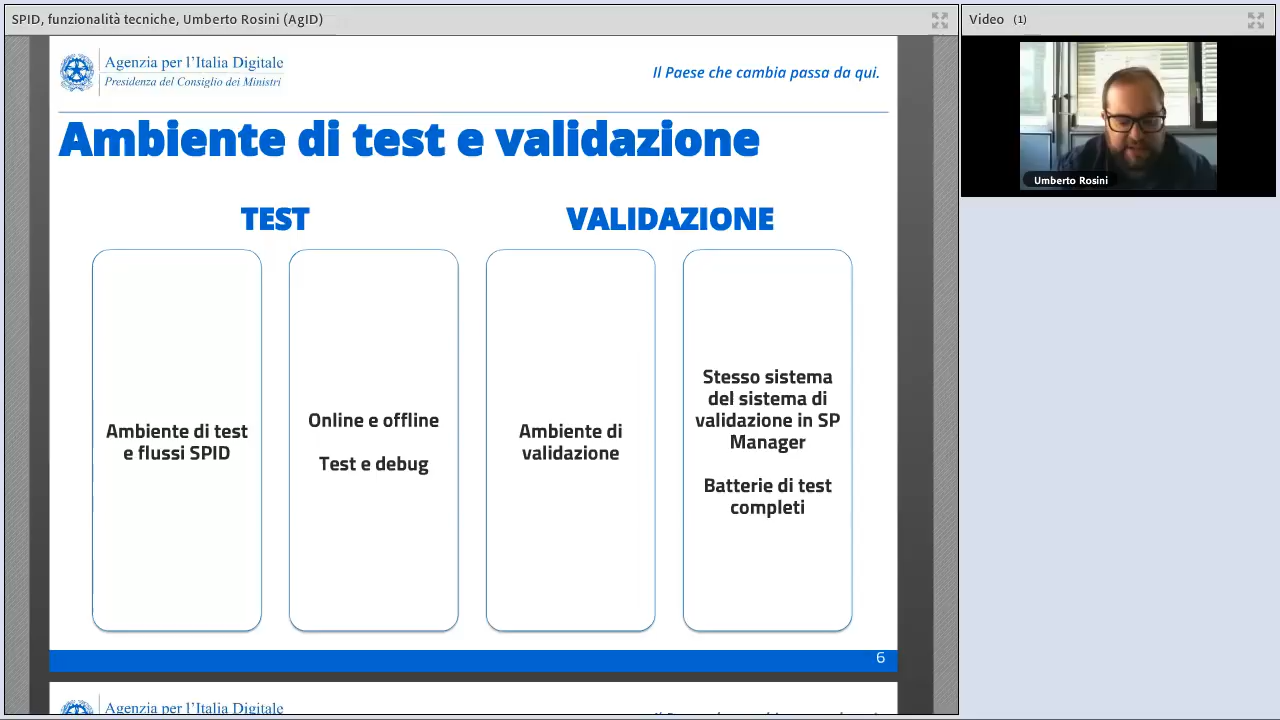 SPID, funzionalità tecniche, Umberto Rosini (AgID)
Video (1)
Agenzia per l'Italia Digitale
Presidenza del Consiglio dei Ministri
Il Paese che cambia passa da qui.
Umberto Rosini
Ambiente di test e validazione
TEST
VALIDAZIONE
Ambiente di test
e flussi SPID
Online e offline
Test e debug
Ambiente di
validazione
Stesso sistema
del sistema di
validazione in SP
Manager
Batterie di test
completi
6
Agenzia per l'Italia Digitale